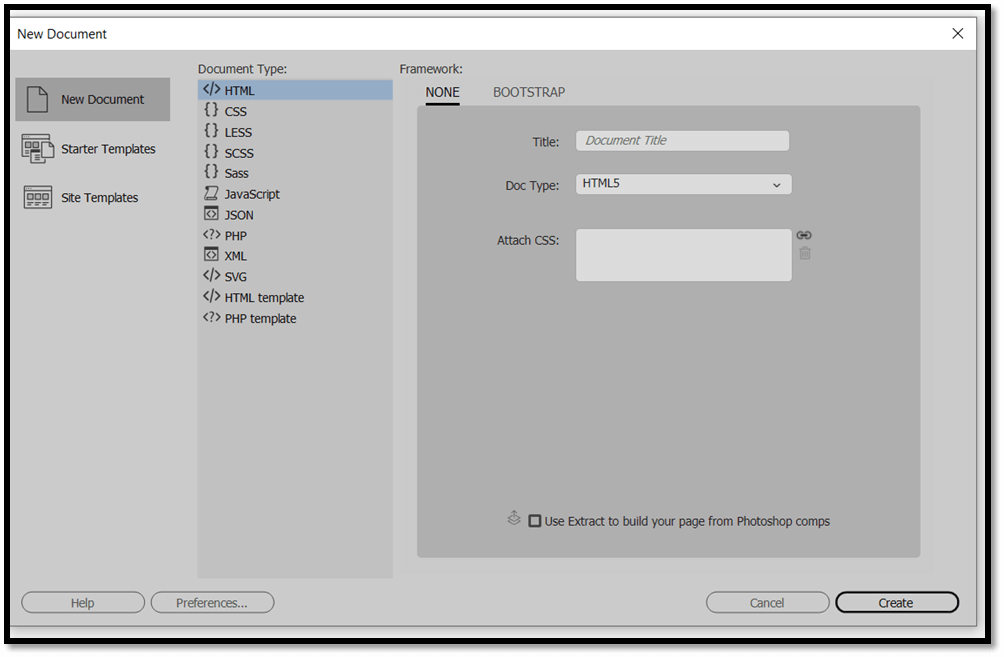 New Document
New Document
Starter Templates
Site Templates
Document Type:
HTML
CSS
LESS
SCSS
Sass
JavaScript
JSON
PHP
XML
SVG
HTML template
PHP template
Framework:
NONE BOOTSTRAP
Title: Document Title
Doc Type: HTML5
Attach CSS:
Use Extract to build your page from Photoshop comps
Help Preferences... Cancel Create